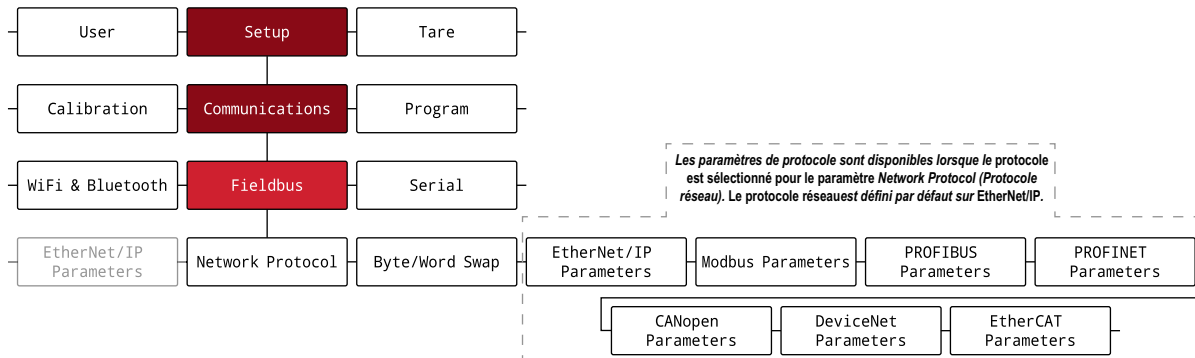 User
Setup
Tare
Calibration
Communications
Program
Les paramètres de protocole sont disponibles lorsque le protocole
est sélectionné pour le paramètre Network Protocol (Protocole
réseau). Le protocole réseauest défini par défaut sur EtherNet/IP.
WiFi & Bluetooth
Fieldbus
Serial
EtherNet/IP
Parameters
Network Protocol
Byte/Word Swap
EtherNet/IP
Parameters
Modbus Parameters
PROFIBUS
Parameters
PROFINET
Parameters
CANopen
Parameters
DeviceNet
Parameters
EtherCAT
Parameters